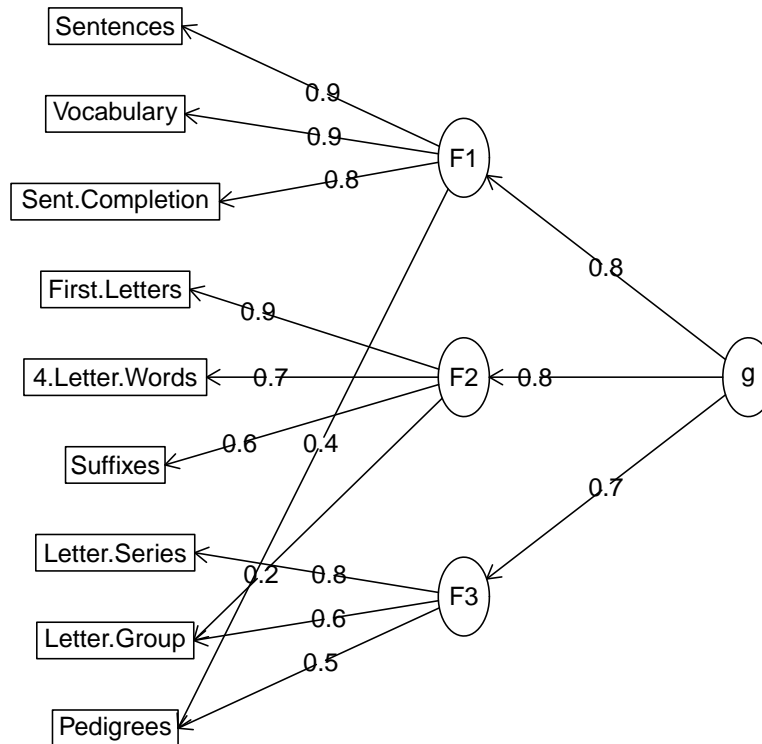 Sentences
0.9
Vocabulary
0.9
F1
Sent.Completion
0.8
0.8
First.Letters
0.9
4.Letter.Words
0.7
F2
0.8
g
Suffixes
0.6
0.4
0.7
Letter.Series
0.8
0.2
F3
Letter.Group
0.6
0.5
Pedigrees